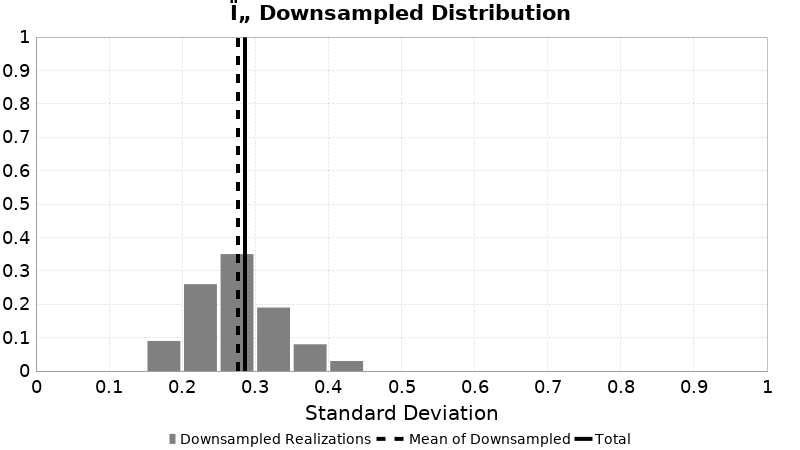 Ï„ Downsampled Distribution
1
0.9
0.8
0.7
0.6
0.5
0.4
0.3
0.2
0.1
0
0 0.1 0.2 0.3 0.4 0.5 0.6 0.7 0.8 0.9 1
Standard Deviation
Downsampled Realizations Mean of Downsampled Total